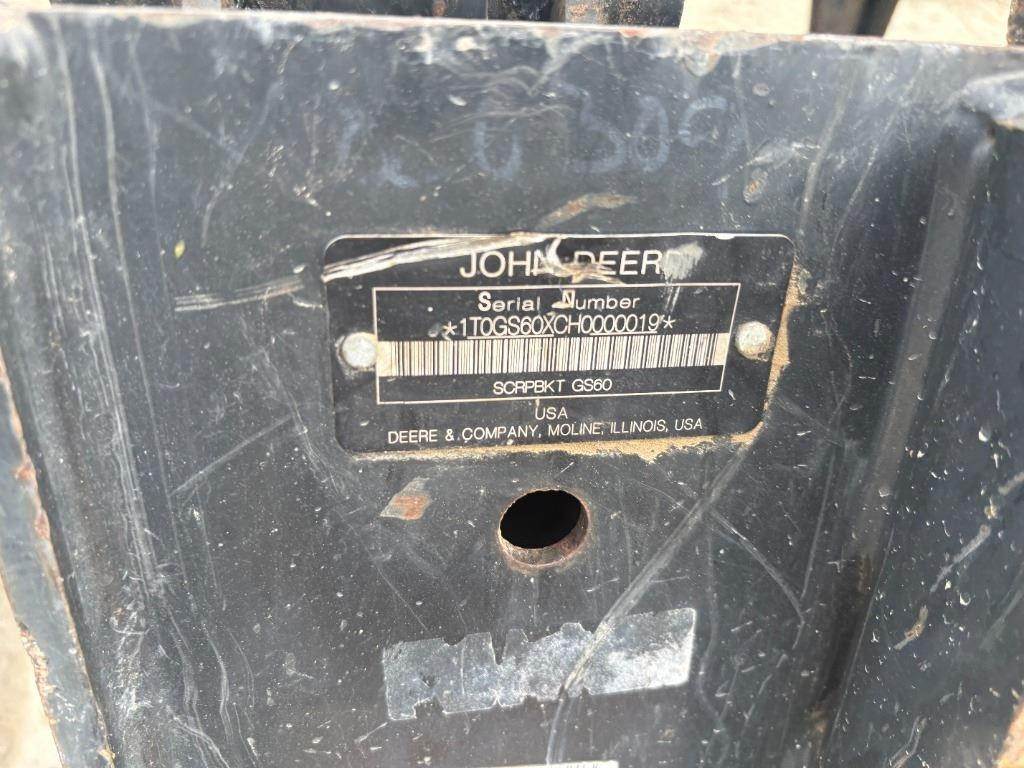 JOHN DEERE
Serial Number
*1T0GS60XCH0000019*
SCRPBKT GS60
USA
DEERE & COMPANY, MOLINE, ILLINOIS, USA